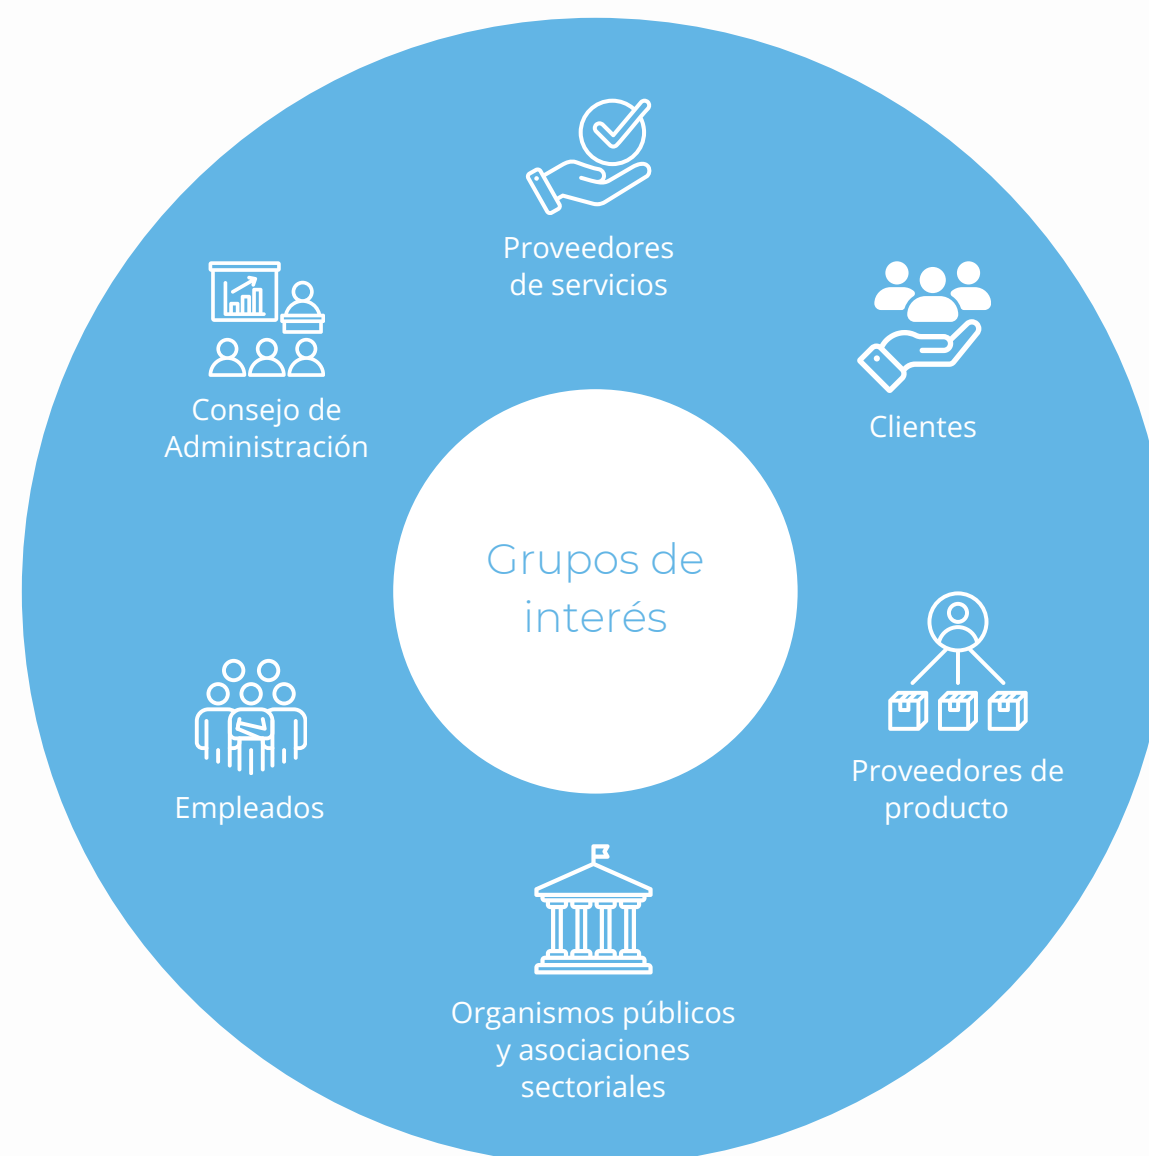 Proveedores
de servicios
Clientes
Consejo de
Administración
Grupos de
interés
Proveedores de
producto
Empleados
Organismos públicos
y asociaciones
sectoriales